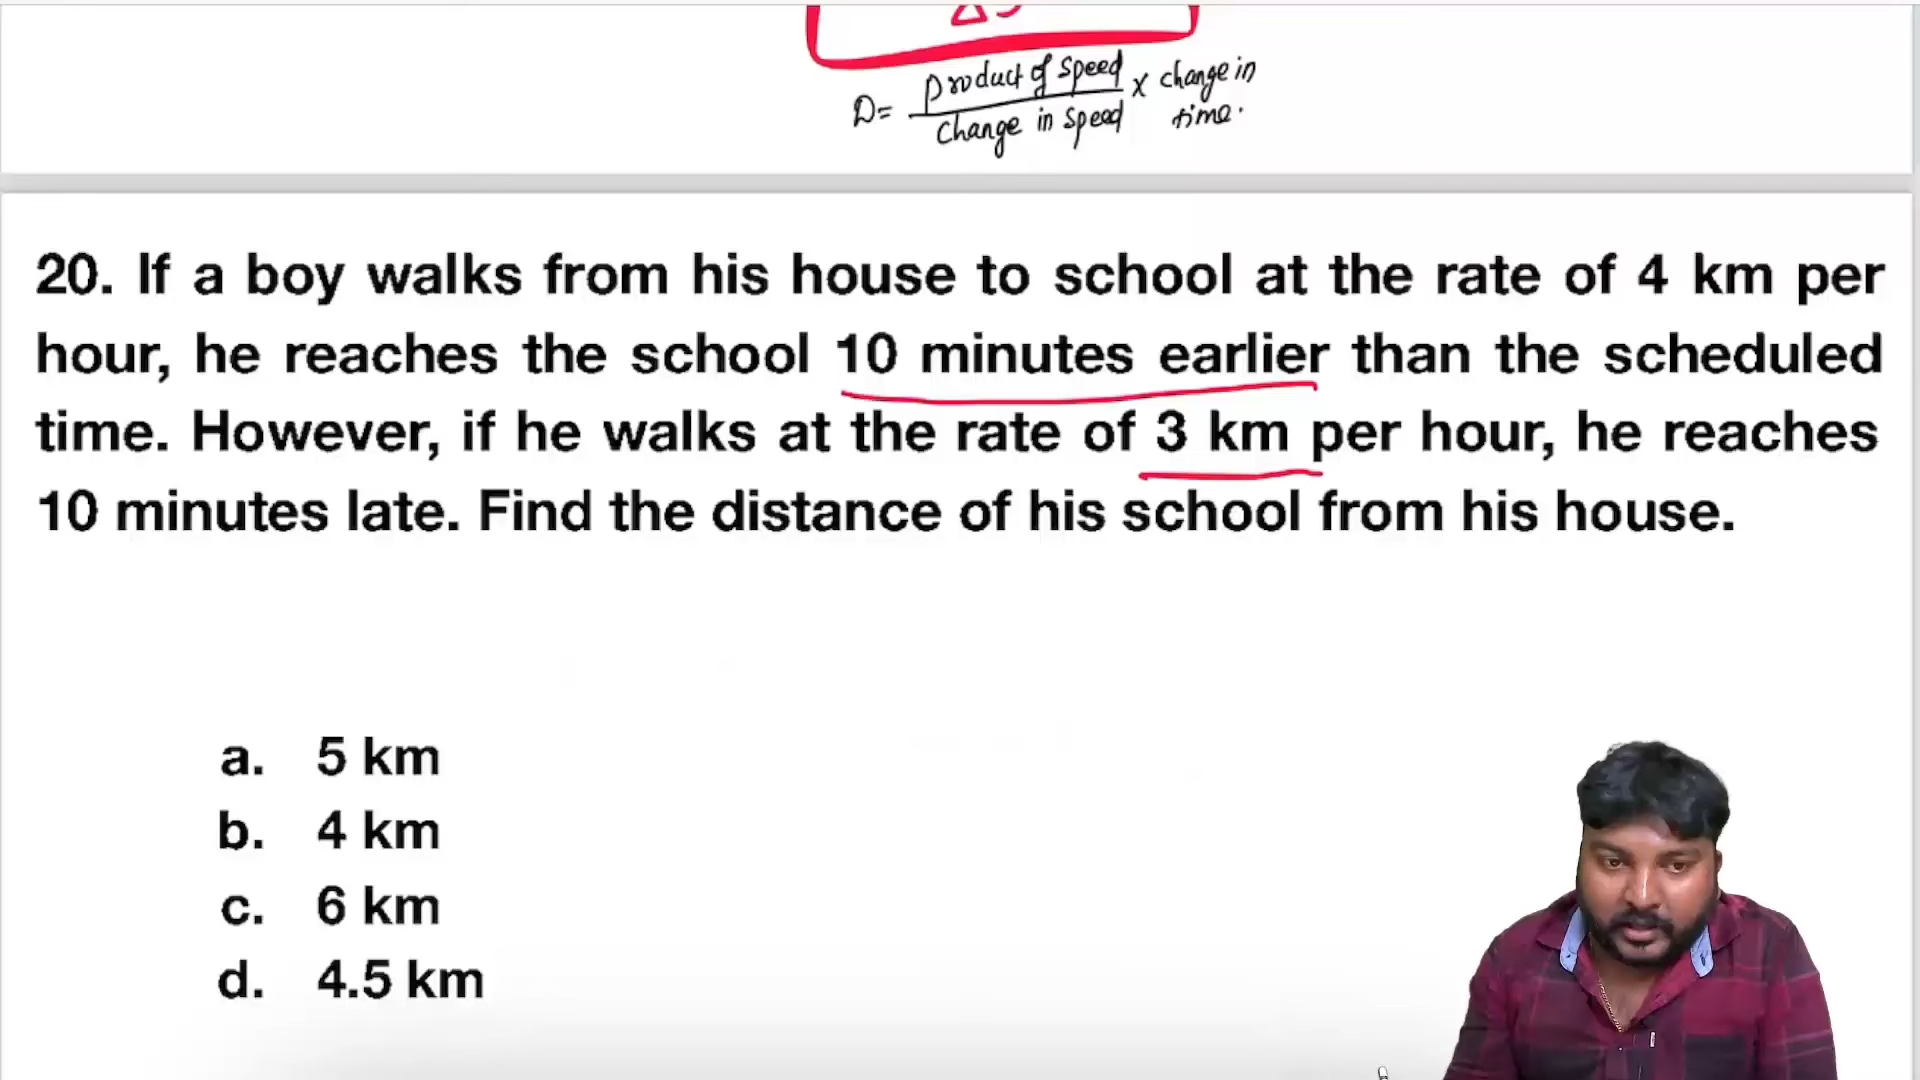 D = product of speed / change in speed × change in time.
20. If a boy walks from his house to school at the rate of 4 km per
hour, he reaches the school 10 minutes earlier than the scheduled
time. However, if he walks at the rate of 3 km per hour, he reaches
10 minutes late. Find the distance of his school from his house.
a. 5 km
b. 4 km
c. 6 km
d. 4.5 km